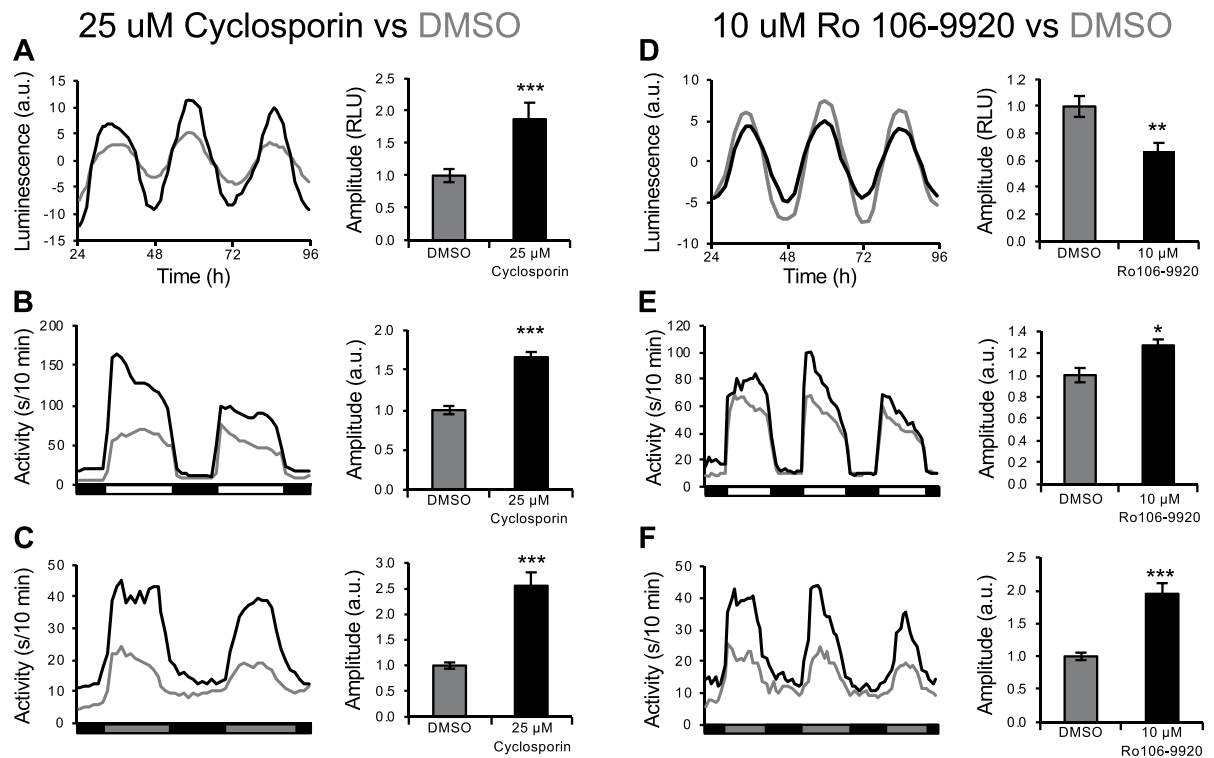 25 uM Cyclosporin vs DMSO
10 uM Ro 106-9920 vs DMSO
A
Luminescence (a.u.)
15
10
5
0
-5
-10
-15
24
48
72
96
Time (h)
Amplitude (RLU)
2.5
2.0
1.5
1.0
0.5
0.0
***
DMSO
25 µM
Cyclosporin
D
Luminescence (a.u.)
10
5
0
-5
-10
24
48
72
96
Time (h)
Amplitude (RLU)
1.2
1.0
0.8
0.6
0.4
0.2
0.0
**
DMSO
10 µM
Ro106-9920
B
Activity (s/10 min)
200
150
100
50
0
Amplitude (a.u.)
2.0
1.5
1.0
0.5
0.0
***
DMSO
25 µM
Cyclosporin
E
Activity (s/10 min)
120
100
80
60
40
20
0
Amplitude (a.u.)
1.4
1.2
1.0
0.8
0.6
0.4
0.2
0.0
*
DMSO
10 µM
Ro106-9920
C
Activity (s/10 min)
50
40
30
20
10
0
Amplitude (a.u.)
3.0
2.5
2.0
1.5
1.0
0.5
0.0
***
DMSO
25 µM
Cyclosporin
F
Activity (s/10 min)
50
40
30
20
10
0
Amplitude (a.u.)
2.5
2.0
1.5
1.0
0.5
0.0
***
DMSO
10 µM
Ro106-9920